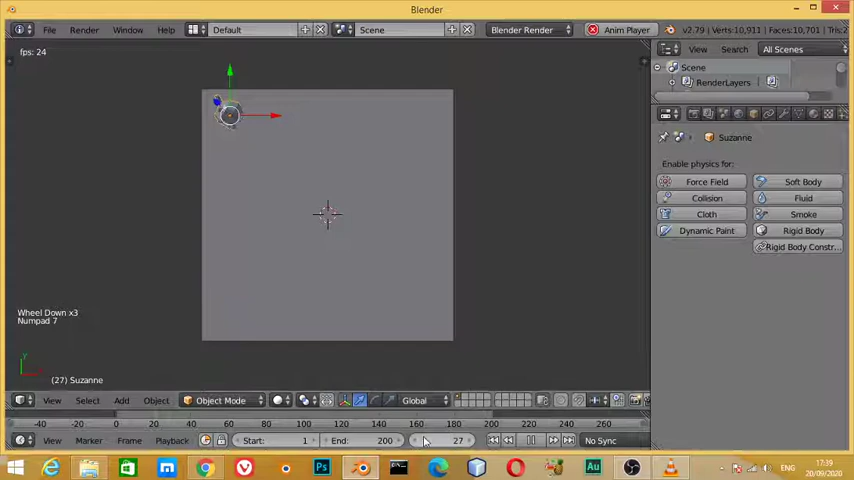 Blender
File Render Window Help Default Scene Blender Render Anim Player v2.79 | Verts:10,911 | Faces:10,701 | Tris:2
fps: 24
View Search All Scenes
Scene
RenderLayers
Suzanne
Enable physics for:
Force Field Soft Body
Collision Fluid
Cloth Smoke
Dynamic Paint Rigid Body
Rigid Body Constr...
Wheel Down x3
Numpad 7
y
(27) Suzanne
View Select Add Object Object Mode Global
-40 -20 0 20 40 60 80 100 120 140 160 180 200 220 240 260
View Marker Frame Playback Start: 1 End: 200 27 No Sync
Ps Au ENG 17:39
20/09/2020